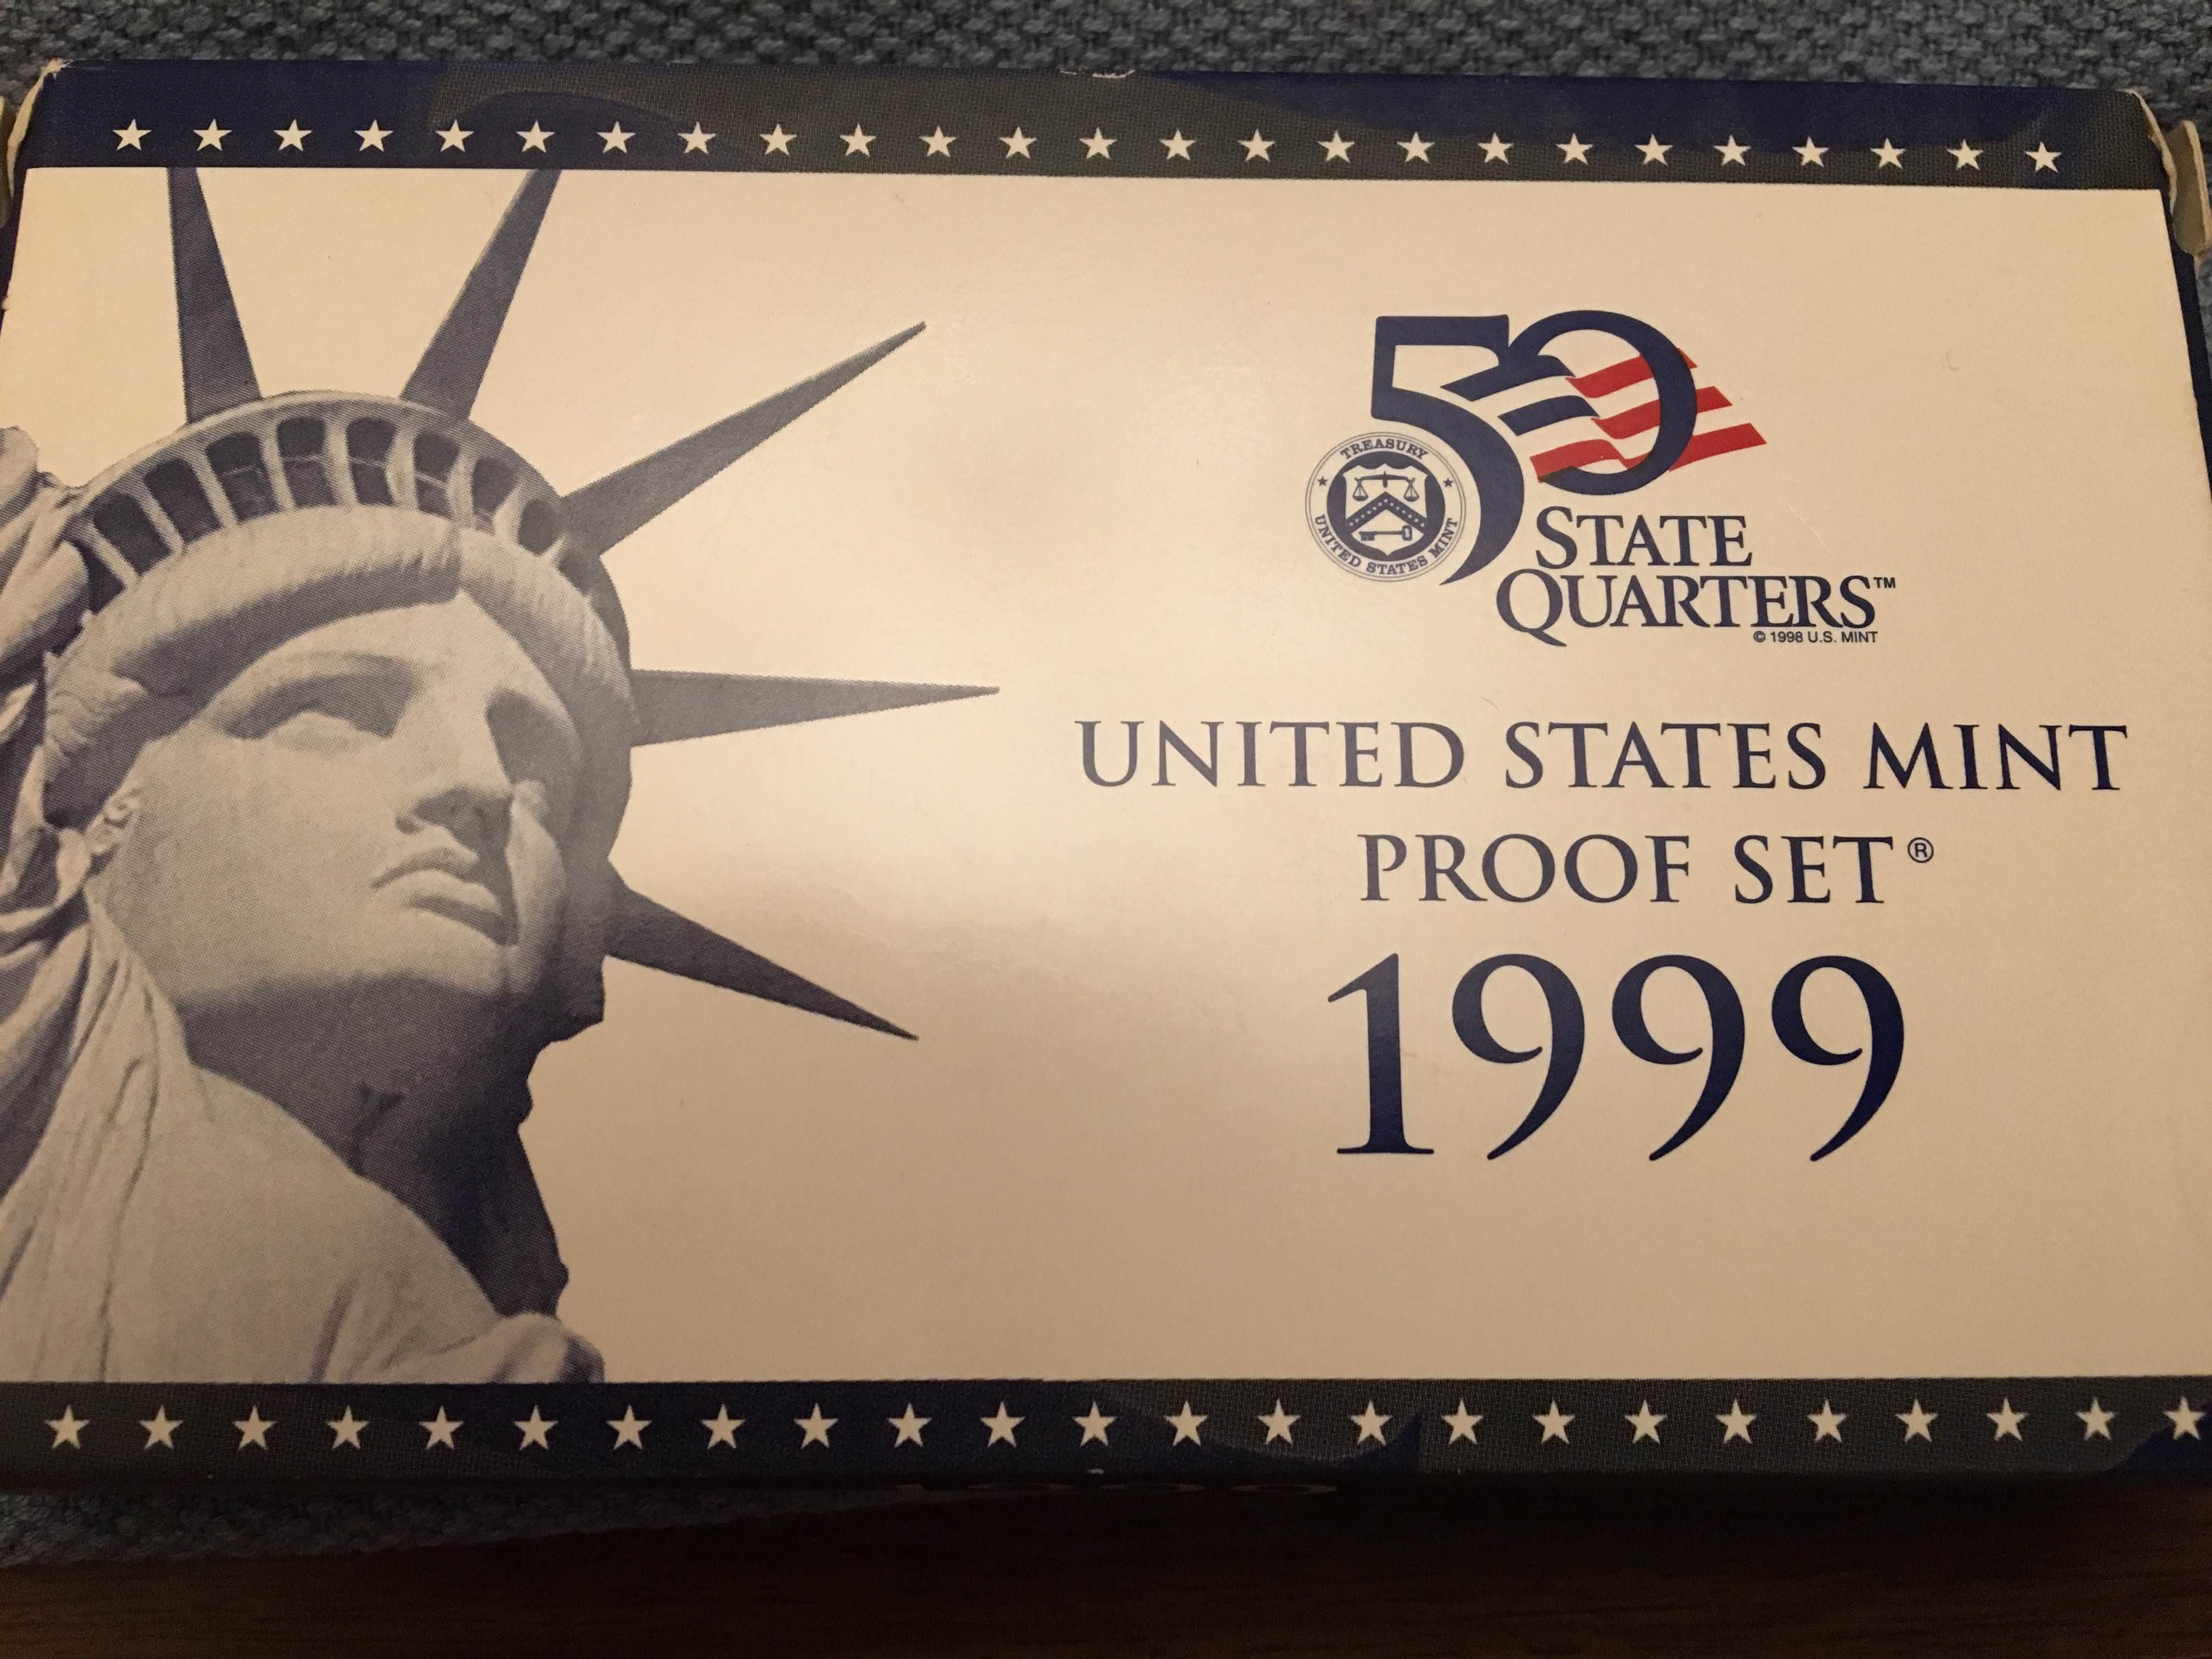 50
TREASURY
UNITED STATES MINT
STATE
QUARTERS™
© 1998 U.S. MINT
UNITED STATES MINT
PROOF SET®
1999